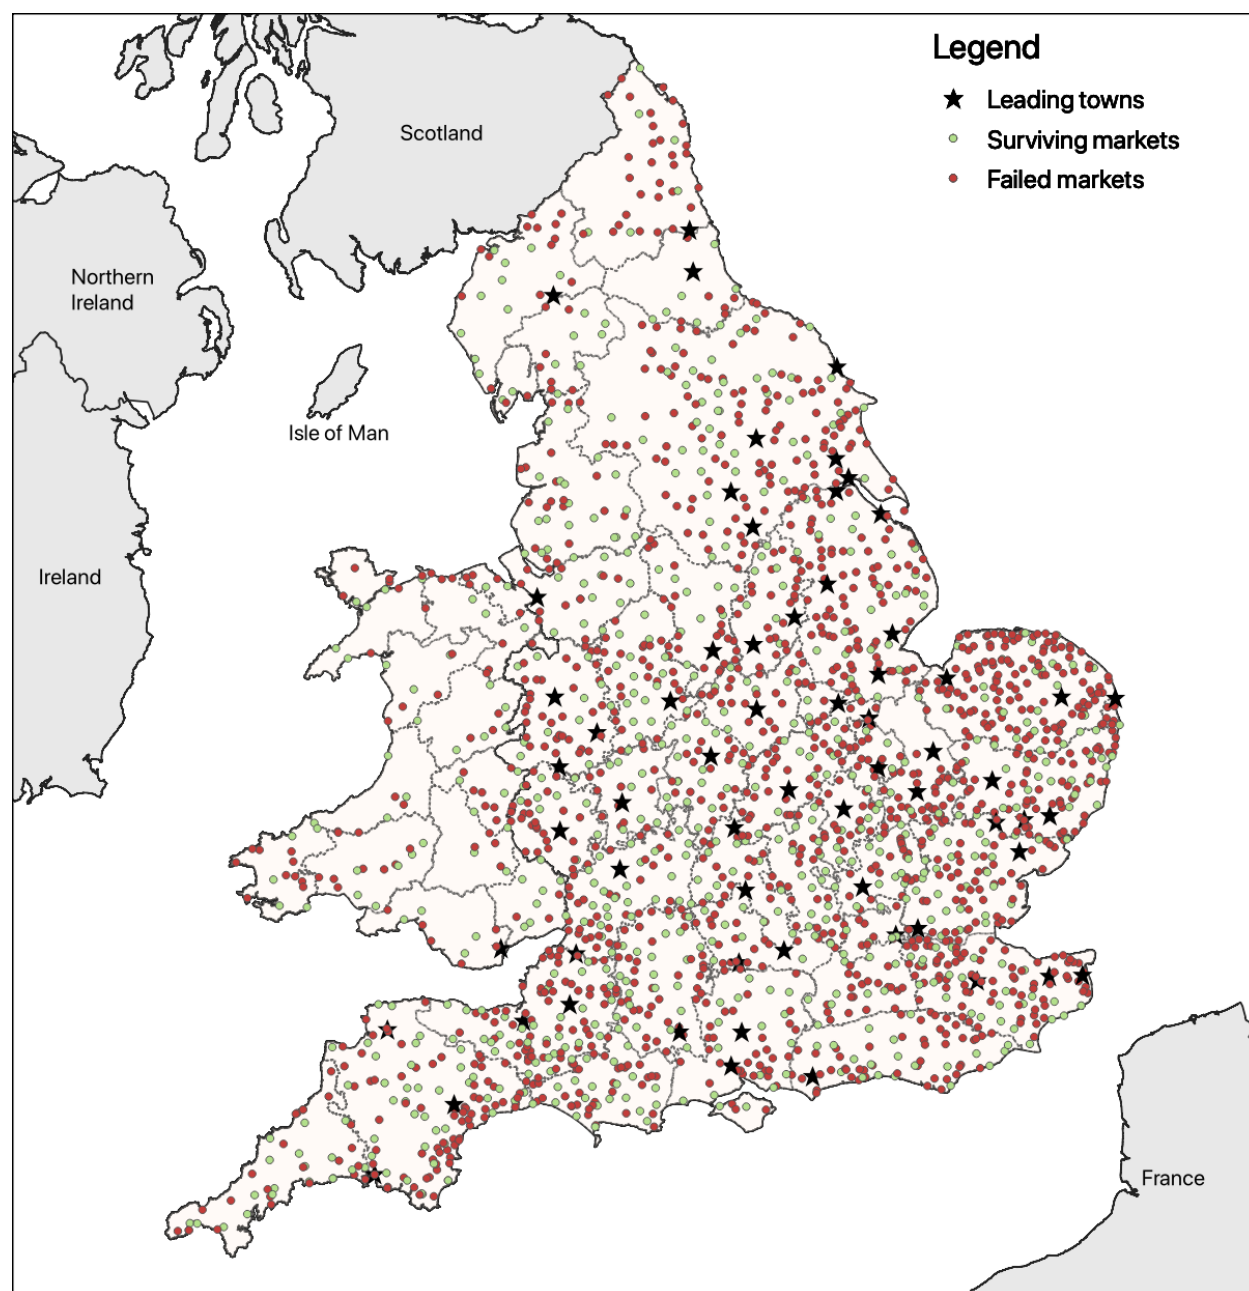 Legend
Leading towns
Surviving markets
Failed markets
Scotland
Northern
Ireland
Isle of Man
Ireland
France